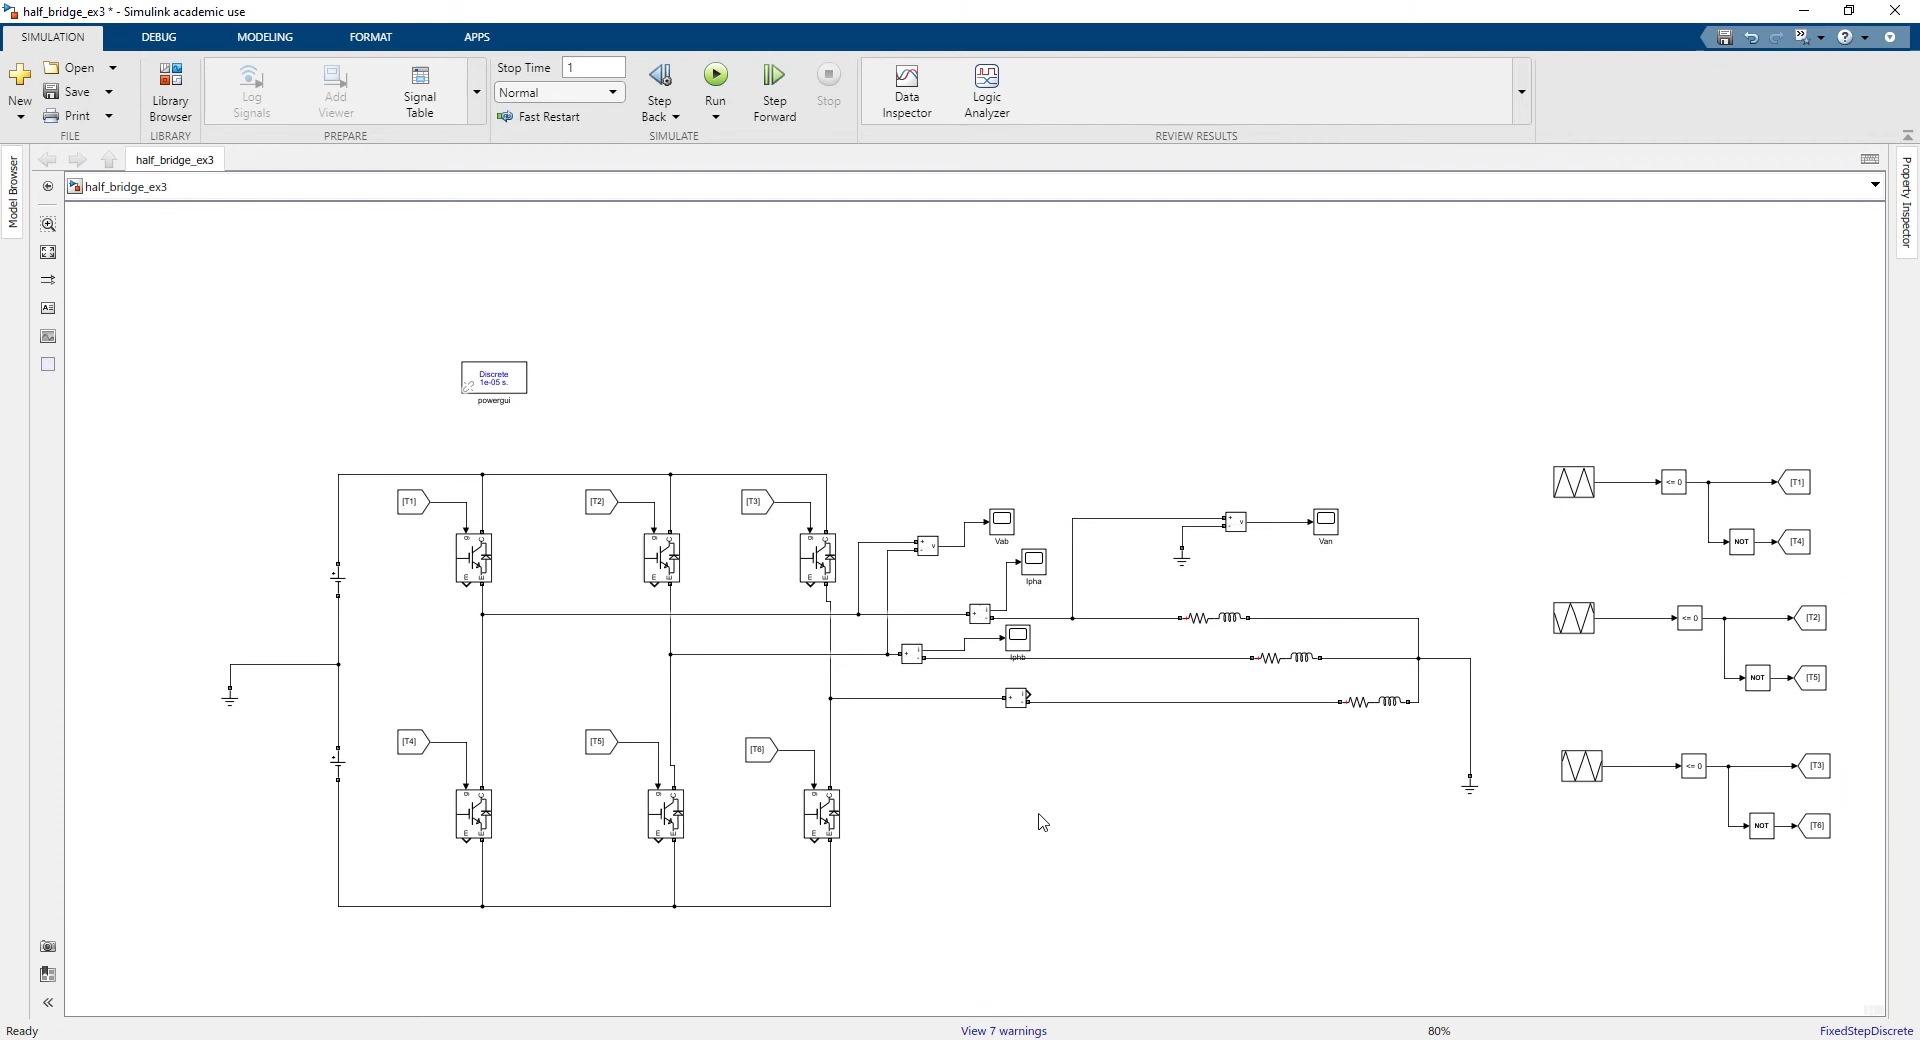 half_bridge_ex3 * - Simulink academic use
SIMULATION
DEBUG
MODELING
FORMAT
APPS
New
Open
Save
Print
FILE
Library
Browser
LIBRARY
Log
Signals
Add
Viewer
Signal
Table
PREPARE
Stop Time
1
Normal
Fast Restart
Step
Back
Run
Step
Forward
Stop
SIMULATE
Data
Inspector
Logic
Analyzer
REVIEW RESULTS
Model Browser
half_bridge_ex3
half_bridge_ex3
Property Inspector
Discrete
1e-05 s.
powergui
[T1]
[T2]
[T3]
g C
m E
g C
m E
g C
m E
Vab
Ipha
Iphb
Van
[T4]
[T5]
[T6]
g C
m E
g C
m E
g C
m E
<= 0
[T1]
NOT
[T4]
<= 0
[T2]
NOT
[T5]
<= 0
[T3]
NOT
[T6]
Ready
View 7 warnings
80%
FixedStepDiscrete